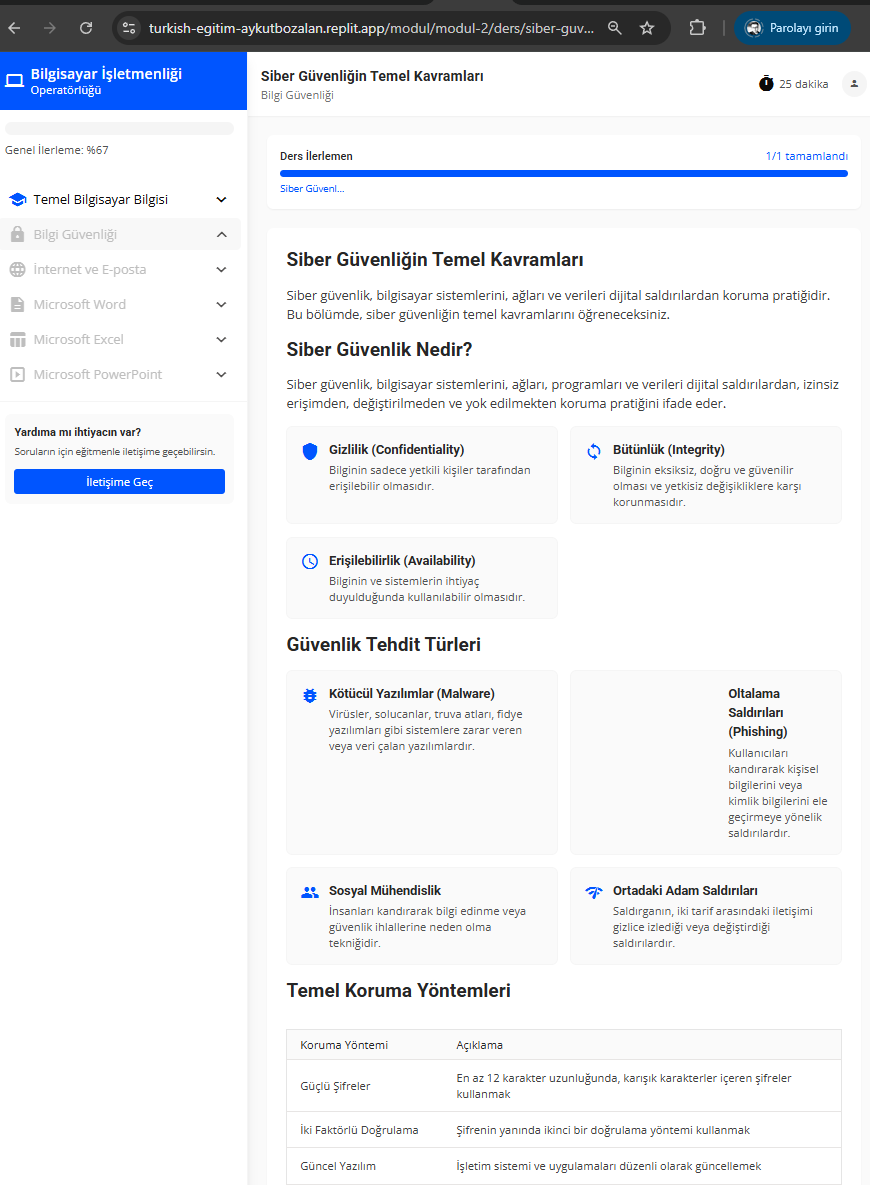 turkish-egitim-aykutbozalan.replit.app/modul/modul-2/ders/siber-guv...
Parolayı girin
Bilgisayar İşletmenliği
Operatörlüğü
Genel İlerleme: %67
Temel Bilgisayar Bilgisi
Bilgi Güvenliği
İnternet ve E-posta
Microsoft Word
Microsoft Excel
Microsoft PowerPoint
Yardıma mı ihtiyacın var?
Soruların için eğitmenle iletişime geçebilirsin.
İletişime Geç
Siber Güvenliğin Temel Kavramları
Bilgi Güvenliği
25 dakika
Ders İlerlemen
1/1 tamamlandı
Siber Güvenl...
Siber Güvenliğin Temel Kavramları
Siber güvenlik, bilgisayar sistemlerini, ağları ve verileri dijital saldırılardan koruma pratiğidir.
Bu bölümde, siber güvenliğin temel kavramlarını öğreneceksiniz.
Siber Güvenlik Nedir?
Siber güvenlik, bilgisayar sistemlerini, ağları, programları ve verileri dijital saldırılardan, izinsiz
erişimden, değiştirilmeden ve yok edilmekten koruma pratiğini ifade eder.
Gizlilik (Confidentiality)
Bilginin sadece yetkili kişiler tarafından
erişilebilir olmasıdır.
Bütünlük (Integrity)
Bilginin eksiksiz, doğru ve güvenilir
olması ve yetkisiz değişikliklere karşı
korunmasıdır.
Erişilebilirlik (Availability)
Bilginin ve sistemlerin ihtiyaç
duyulduğunda kullanılabilir olmasıdır.
Güvenlik Tehdit Türleri
Kötücül Yazılımlar (Malware)
Virüsler, solucanlar, truva atları, fidye
yazılımları gibi sistemlere zarar veren
veya veri çalan yazılımlardır.
Oltalama
Saldırıları
(Phishing)
Kullanıcıları
kandırarak kişisel
bilgilerini veya
kimlik bilgilerini ele
geçirmeye yönelik
saldırılardır.
Sosyal Mühendislik
İnsanları kandırarak bilgi edinme veya
güvenlik ihlallerine neden olma
tekniğidir.
Ortadaki Adam Saldırıları
Saldırganın, iki tarif arasındaki iletişimi
gizlice izlediği veya değiştirdiği
saldırılardır.
Temel Koruma Yöntemleri
Koruma Yöntemi
Açıklama
Güçlü Şifreler
En az 12 karakter uzunluğunda, karışık karakterler içeren şifreler
kullanmak
İki Faktörlü Doğrulama
Şifrenin yanında ikinci bir doğrulama yöntemi kullanmak
Güncel Yazılım
İşletim sistemi ve uygulamaları düzenli olarak güncellemek